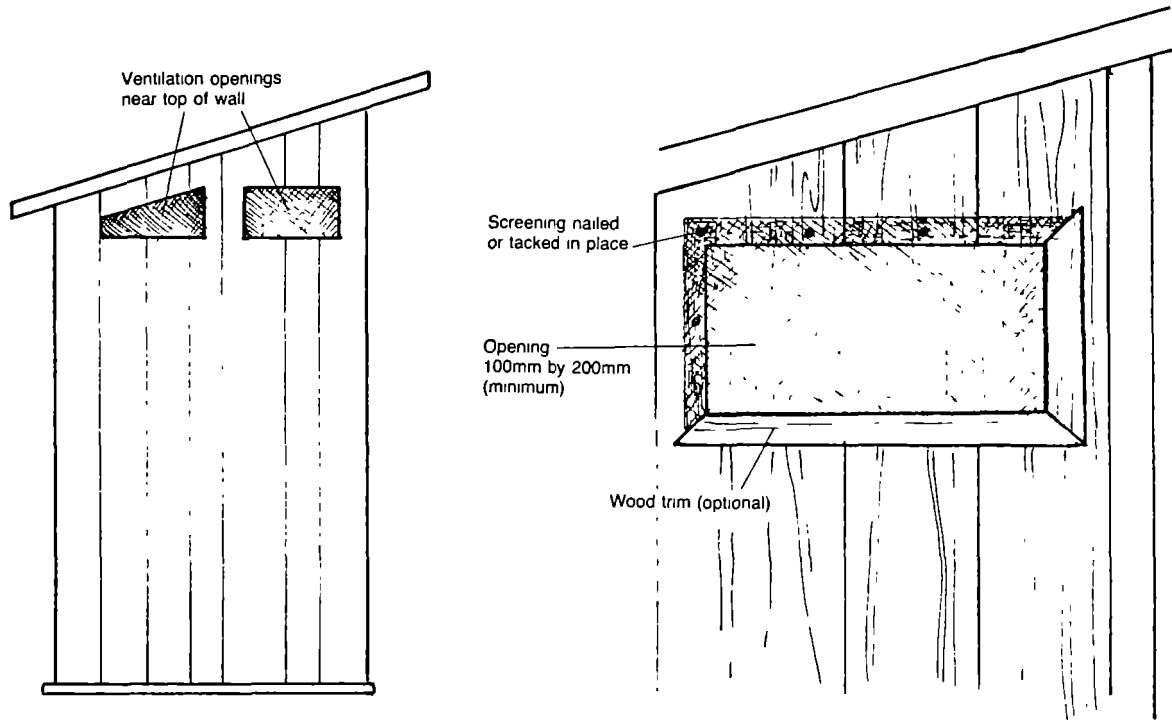 Ventilation openings
near top of wall
Screening nailed
or tacked in place
Opening
100mm by 200mm
(minimum)
Wood trim (optional)